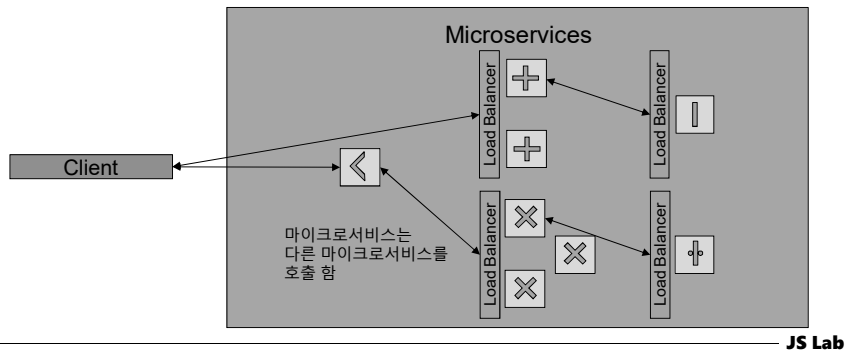 Microservices
Load Balancer
Load Balancer
Client
마이크로서비스는
다른 마이크로서비스를
호출 함
Load Balancer
Load Balancer
JS Lab